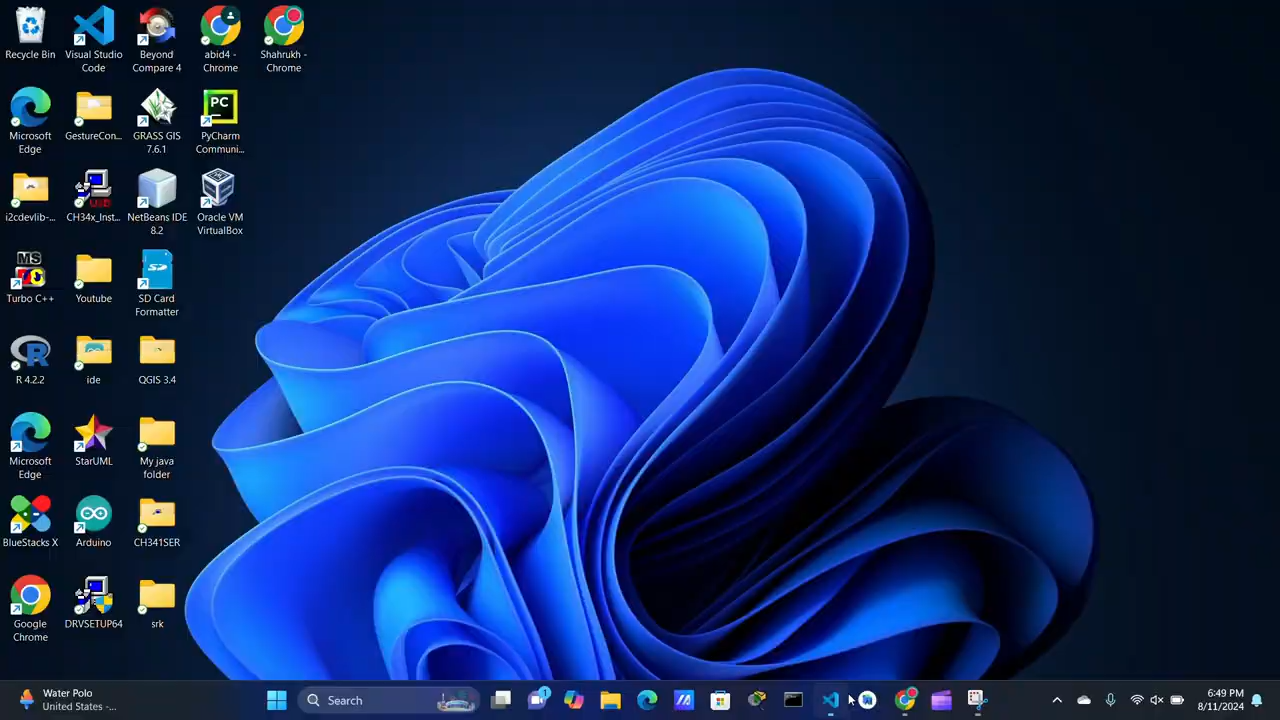 Recycle Bin
Visual Studio
Code
Beyond
Compare 4
abid4 -
Chrome
Shahrukh -
Chrome
Microsoft
Edge
GestureCon...
GRASS GIS
7.6.1
PC
PyCharm
Communi...
i2cdevlib-...
CH34x_Inst...
NetBeans IDE
8.2
Oracle VM
VirtualBox
MS
Turbo C++
Youtube
SD Card
Formatter
R 4.2.2
ide
QGIS 3.4
Microsoft
Edge
StarUML
My java
folder
BlueStacks X
Arduino
CH341SER
Google
Chrome
DRVSETUP64
srk
Water Polo
United States - ...
Search
1
6:49 PM
8/11/2024